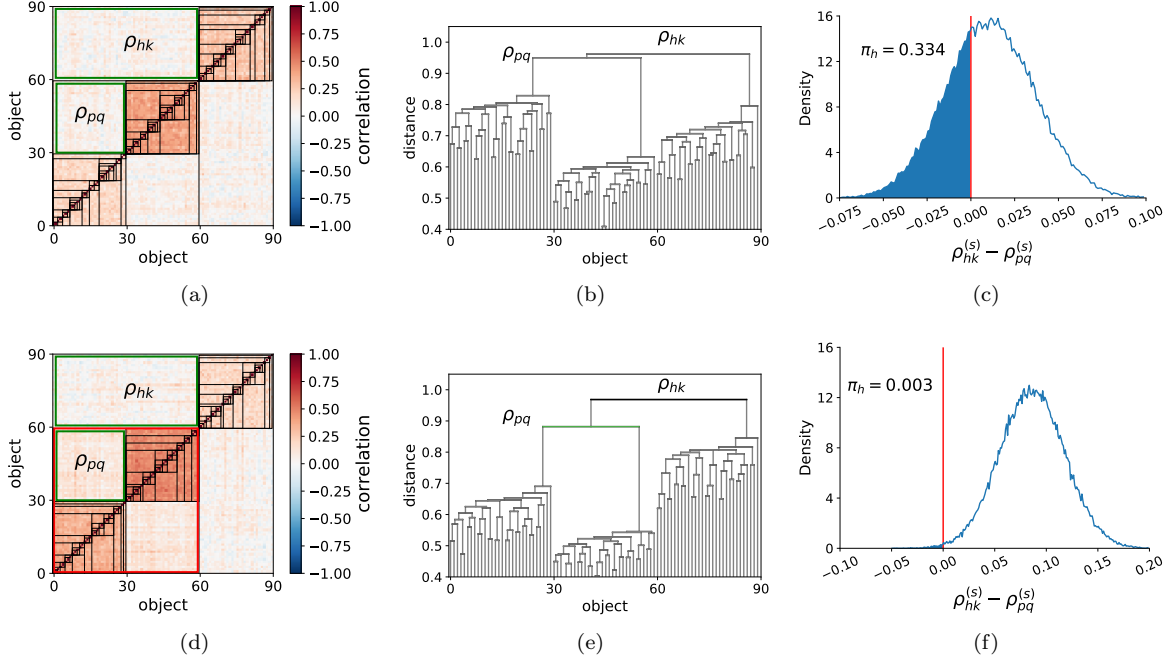 90
60
30
0
object
ρhk
ρpq
0 30 60 90
object
1.00
0.75
0.50
0.25
0.00
−0.25
−0.50
−0.75
−1.00
correlation
(a)
1.0
0.9
0.8
0.7
0.6
0.5
0.4
distance
ρpq
ρhk
0 30 60 90
object
(b)
16
12
8
4
0
Density
πh = 0.334
−0.075 −0.050 −0.025 0.000 0.025 0.050 0.075 0.100
ρhk(s) − ρpq(s)
(c)
90
60
30
0
object
ρhk
ρpq
0 30 60 90
object
1.00
0.75
0.50
0.25
0.00
−0.25
−0.50
−0.75
−1.00
correlation
(d)
1.0
0.9
0.8
0.7
0.6
0.5
0.4
distance
ρpq
ρhk
0 30 60 90
object
(e)
16
12
8
4
0
Density
πh = 0.003
−0.10 −0.05 0.00 0.05 0.10 0.15 0.20
ρhk(s) − ρpq(s)
(f)